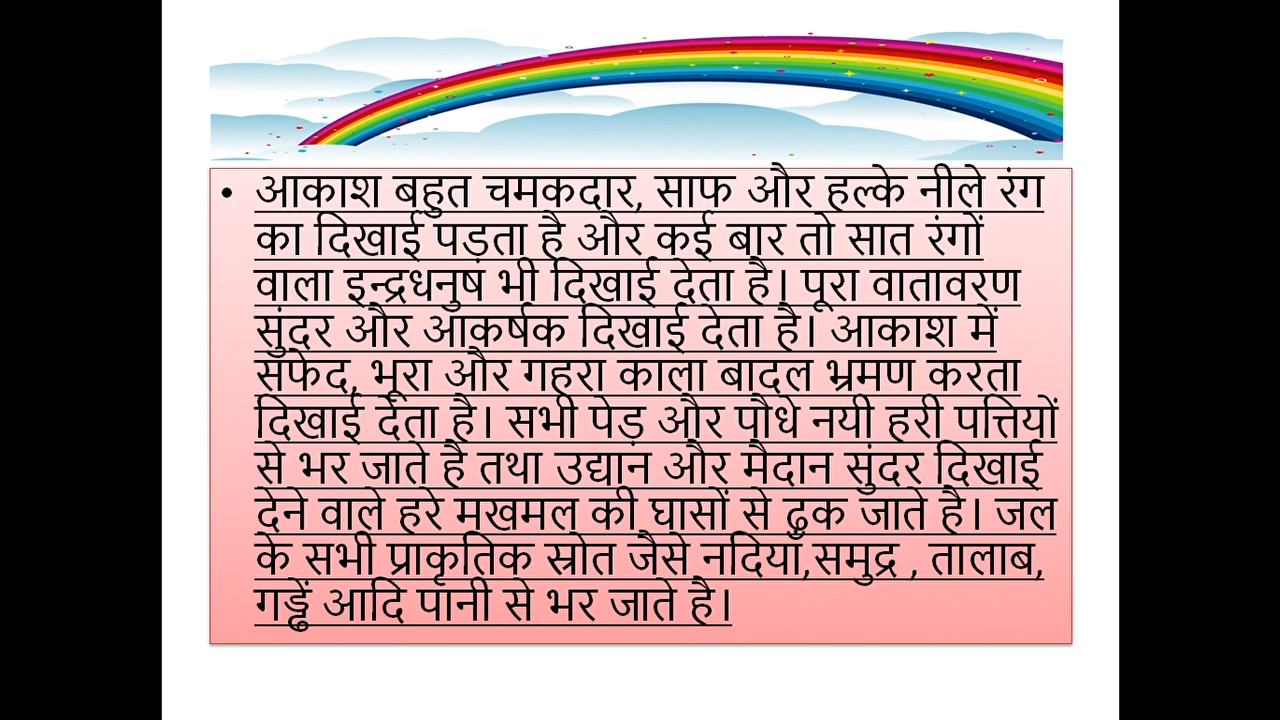 • आकाश बहुत चमकदार, साफ और हल्के नीले रंग
का दिखाई पड़ता है और कई बार तो सात रंगों
वाला इन्द्रधनुष भी दिखाई देता है। पूरा वातावरण
सुंदर और आकर्षक दिखाई देता है। आकाश में
सफेद, भूरा और गहरा काला बादल भ्रमण करता
दिखाई देता है। सभी पेड़ और पौधे नयी हरी पत्तियों
से भर जाते है तथा उद्यान और मैदान सुंदर दिखाई
देने वाले हरे मखमल की घासों से ढ़क जाते है। जल
के सभी प्राकृतिक स्रोत जैसे नदियाँ,समुद्र , तालाब,
गड्ढें आदि पानी से भर जाते है।